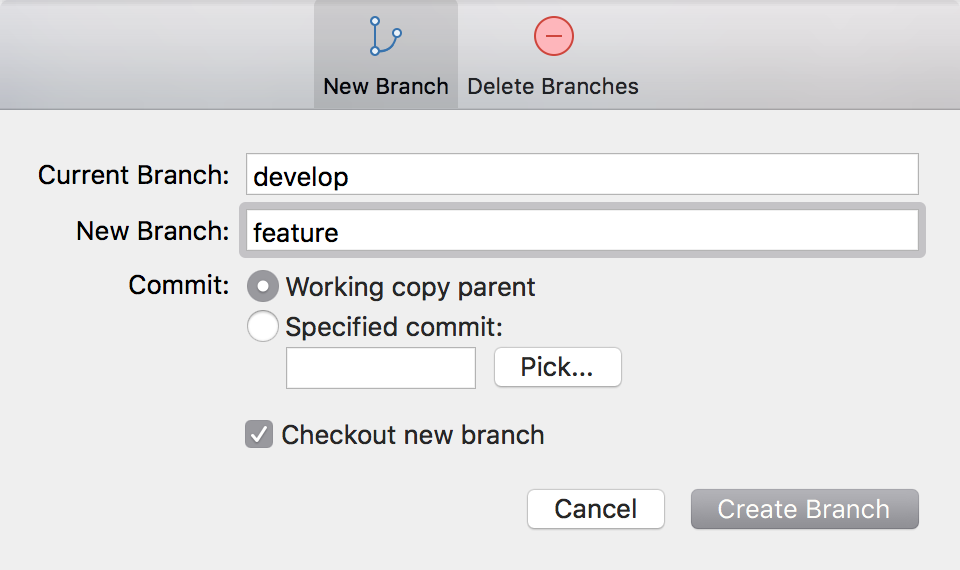 New Branch
Delete Branches
Current Branch: develop
New Branch: feature
Commit: Working copy parent
Specified commit:
Pick...
Checkout new branch
Cancel
Create Branch